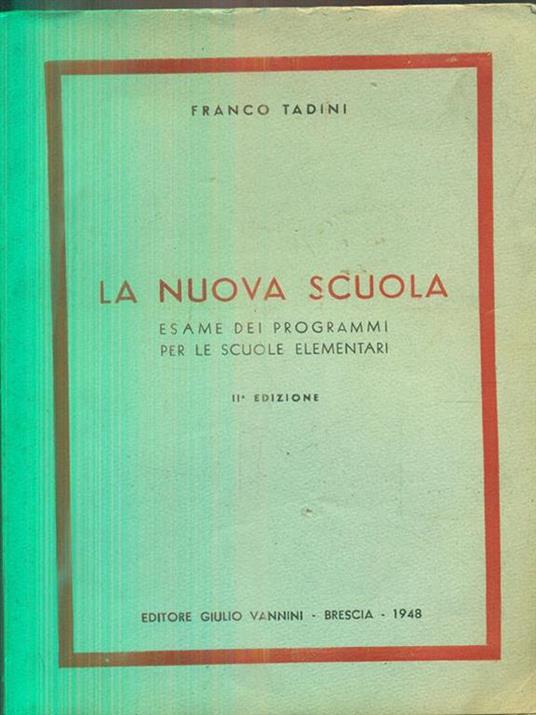 FRANCO TADINI
LA NUOVA SCUOLA
ESAME DEI PROGRAMMI
PER LE SCUOLE ELEMENTARI
IIª EDIZIONE
EDITORE GIULIO VANNINI - BRESCIA - 1948